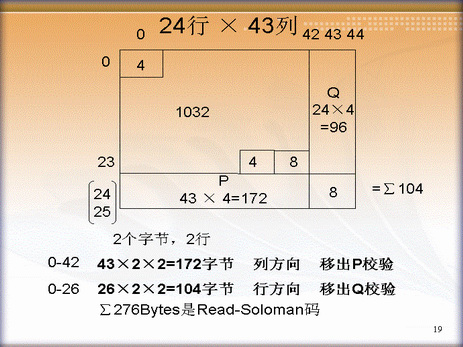 24行 × 43列
0 42 43 44
0 4
Q
24×4
=96
1032
23 4 8
P
43 × 4=172 8 =∑104
24
25
2个字节，2行
0-42 43×2×2=172字节 列方向 移出P校验
0-26 26×2×2=104字节 行方向 移出Q校验
∑276Bytes是Read-Soloman码
19